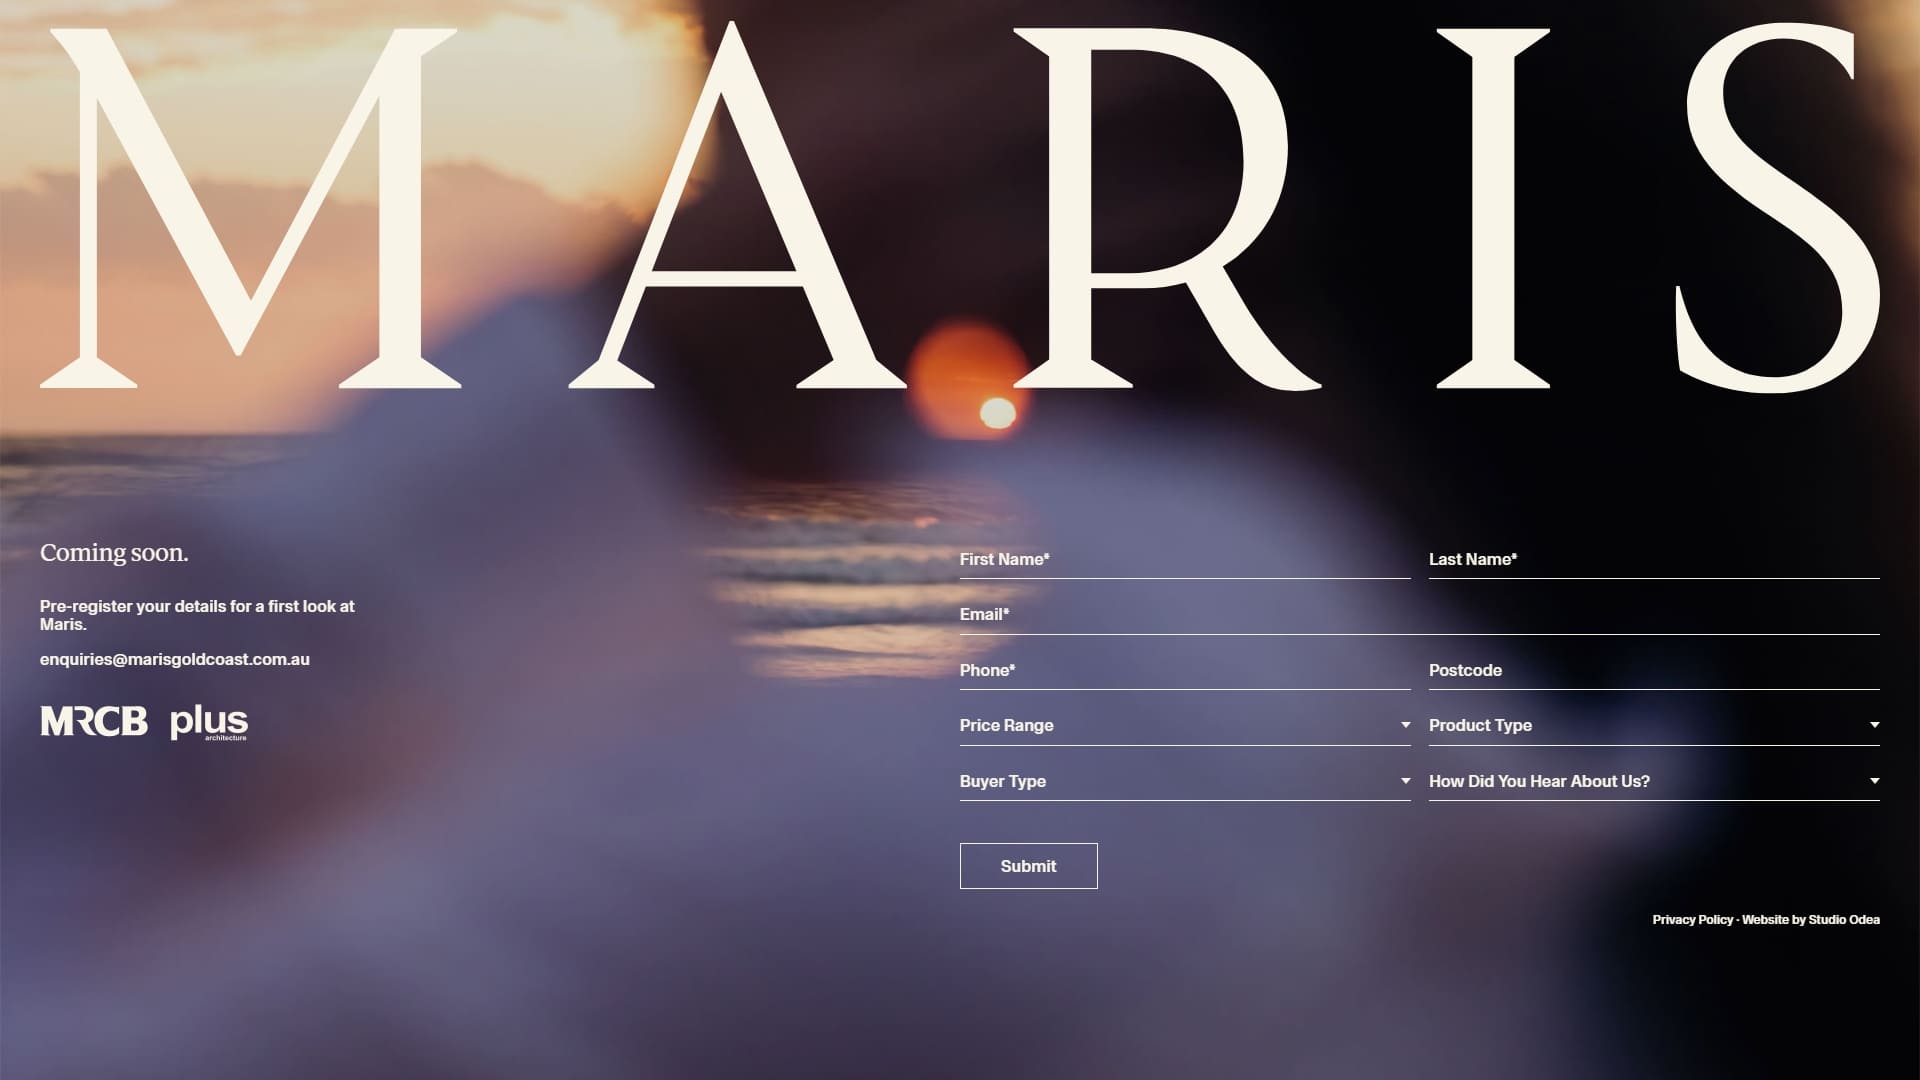 MARIS
Coming soon.
Pre-register your details for a first look at
Maris.
enquiries@marisgoldcoast.com.au
MRCB plus
architecture
First Name* Last Name*
Email*
Phone* Postcode
Price Range Product Type
Buyer Type How Did You Hear About Us?
Submit
Privacy Policy - Website by Studio Odea